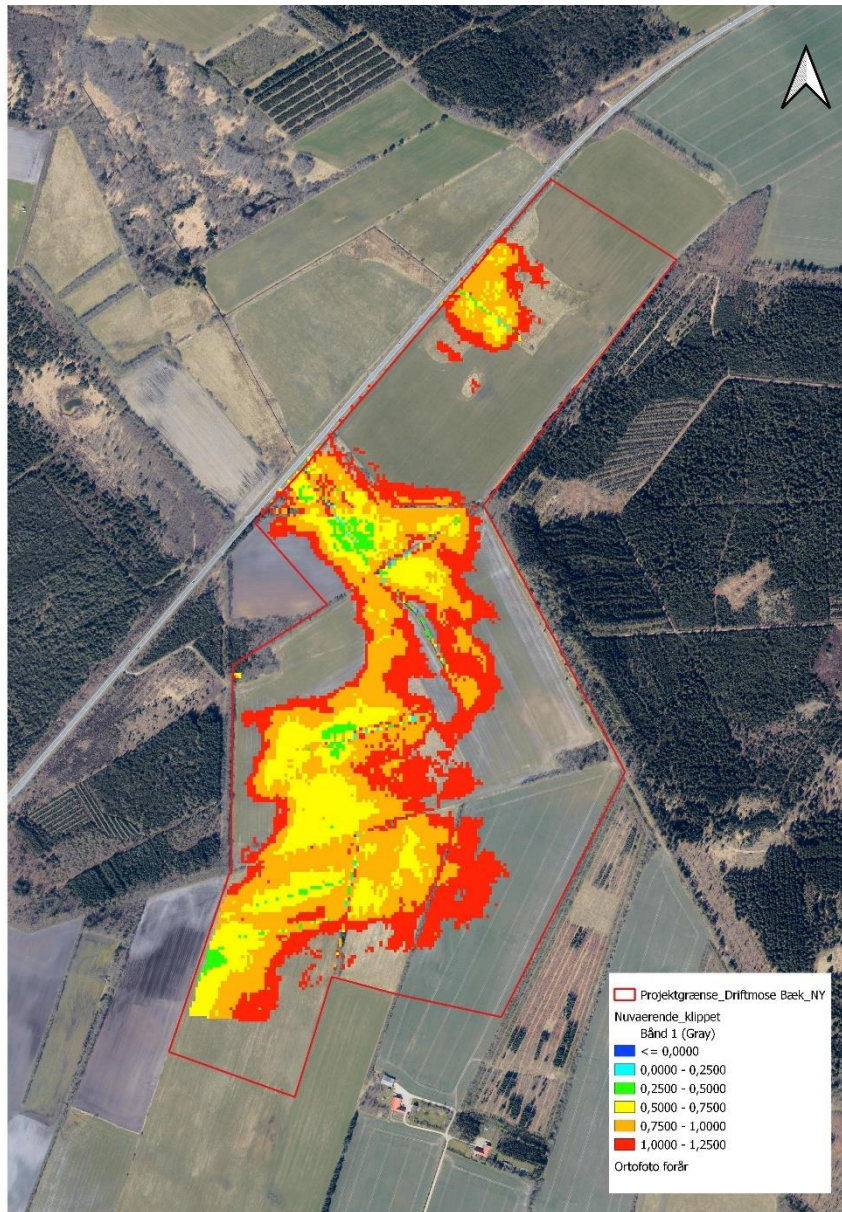 Projektgrænse_Driftmose Bæk_NY
Nuvaerende_klippet
Bånd 1 (Gray)
<= 0,0000
0,0000 - 0,2500
0,2500 - 0,5000
0,5000 - 0,7500
0,7500 - 1,0000
1,0000 - 1,2500
Ortofoto forår